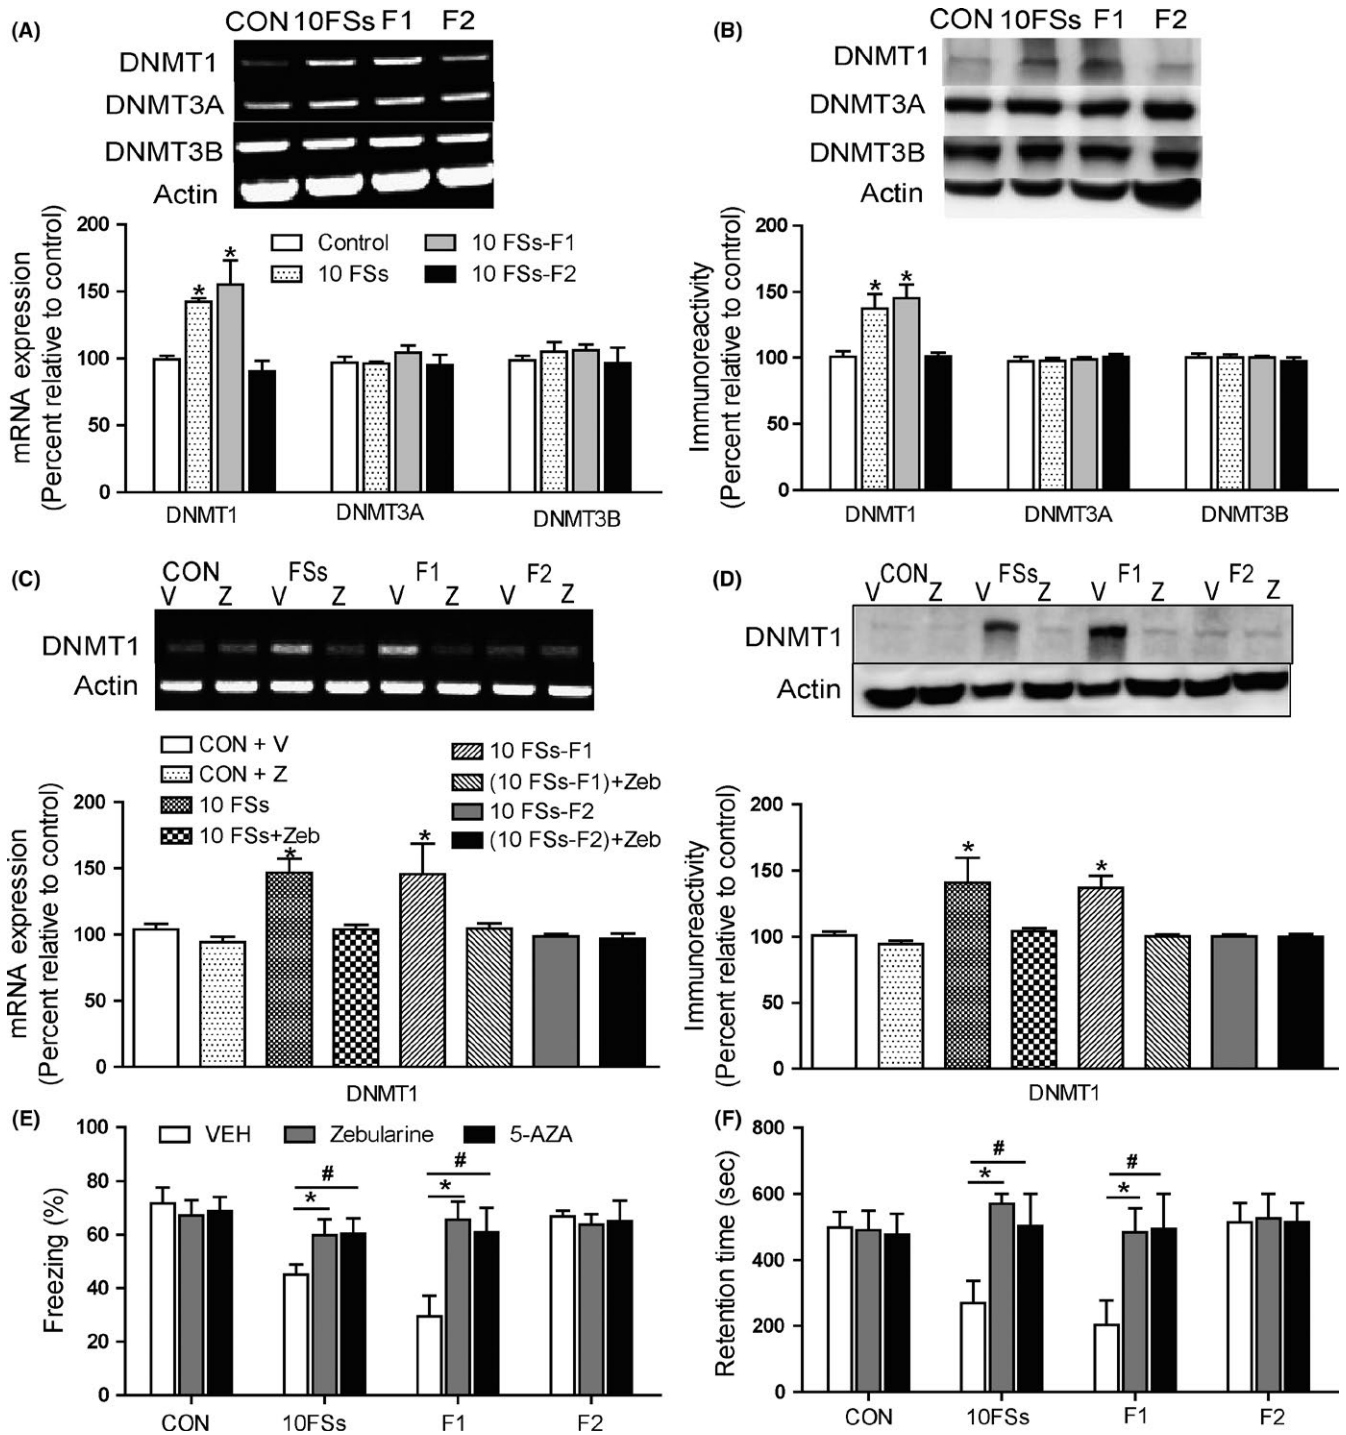 (A)
CON 10FSs F1 F2
DNMT1
DNMT3A
DNMT3B
Actin
mRNA expression
(Percent relative to control)
200
150
100
50
0
Control
10 FSs
10 FSs-F1
10 FSs-F2
*
*
DNMT1 DNMT3A DNMT3B
(B)
CON 10FSs F1 F2
DNMT1
DNMT3A
DNMT3B
Actin
Immunoreactivity
(Percent relative to control)
200
150
100
50
0
*
*
DNMT1 DNMT3A DNMT3B
(C)
CON FSs F1 F2
V Z V Z V Z V Z
DNMT1
Actin
CON + V
CON + Z
10 FSs
10 FSs+Zeb
10 FSs-F1
(10 FSs-F1)+Zeb
10 FSs-F2
(10 FSs-F2)+Zeb
mRNA expression
(Percent relative to control)
200
150
100
50
0
*
*
DNMT1
(D)
CON FSs F1 F2
V Z V Z V Z V Z
DNMT1
Actin
Immunoreactivity
(Percent relative to control)
200
150
100
50
0
*
*
DNMT1
(E)
VEH Zebularine 5-AZA
Freezing (%)
100
80
60
40
20
0
#
*
#
*
CON 10FSs F1 F2
(F)
Retention time (sec)
800
600
400
200
0
#
*
#
*
CON 10FSs F1 F2